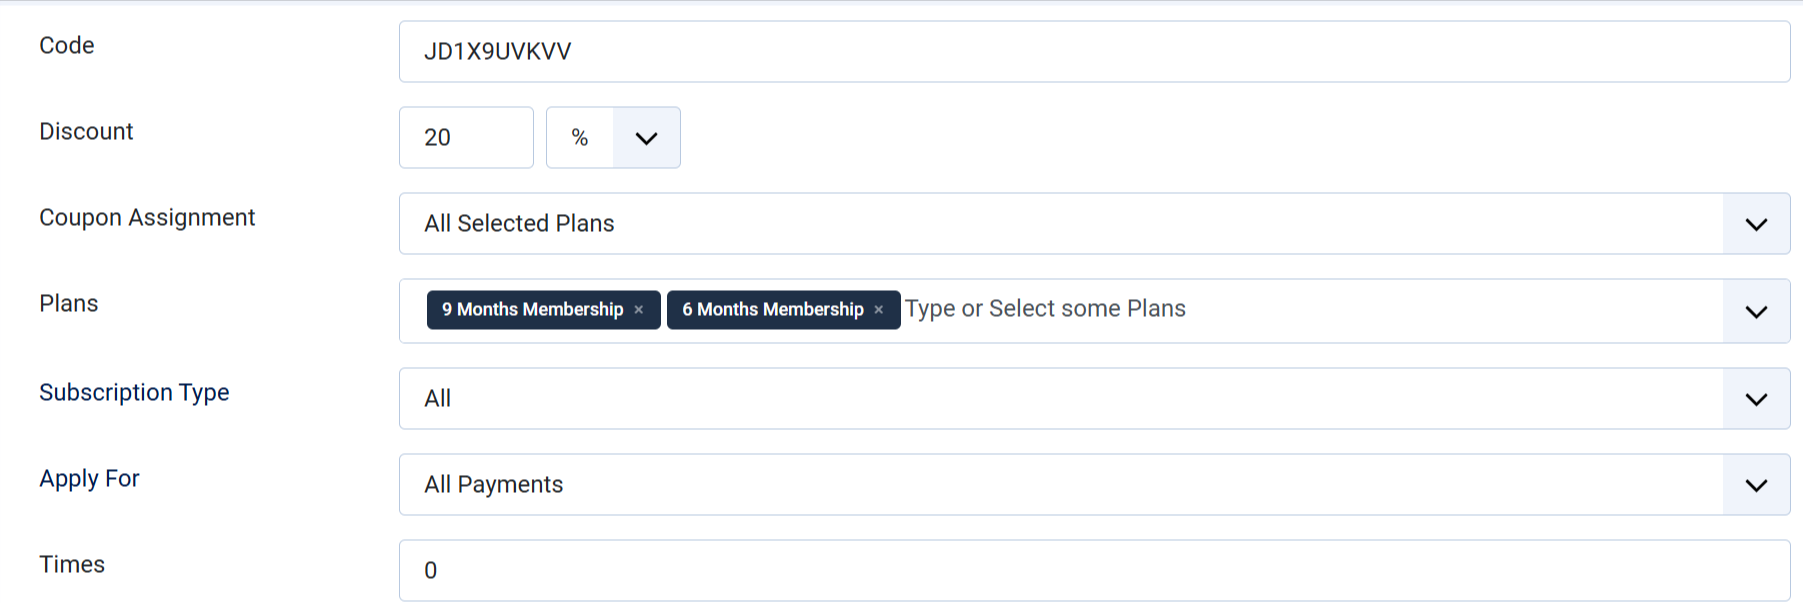 Code
JD1X9UVKVV
Discount
20 %
Coupon Assignment
All Selected Plans
Plans
9 Months Membership × 6 Months Membership × Type or Select some Plans
Subscription Type
All
Apply For
All Payments
Times
0